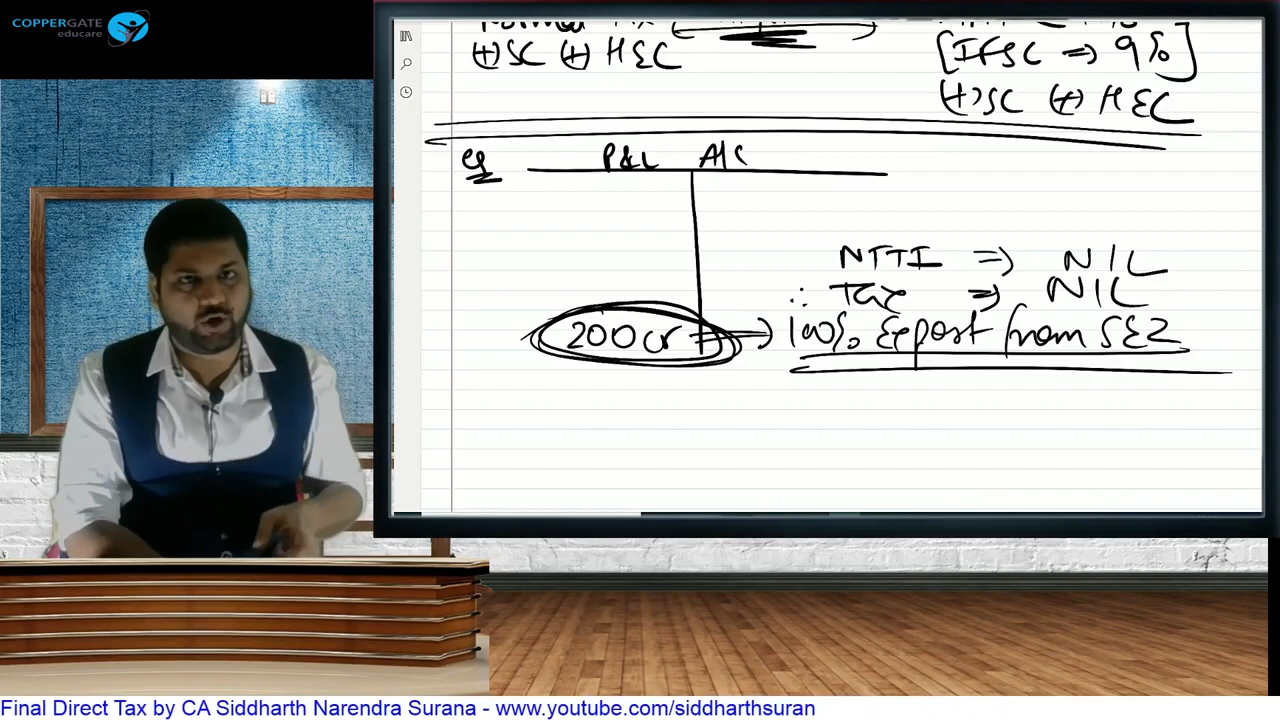 COPPERGATE
educare
(+) SC (+) HEC
[IFSC => 9%]
(+) SC (+) HEC
eg P&L A/C
NTTI => NIL
∴ Tax => NIL
200cr => 100% Export from SEZ
Final Direct Tax by CA Siddharth Narendra Surana - www.youtube.com/siddharthsuran